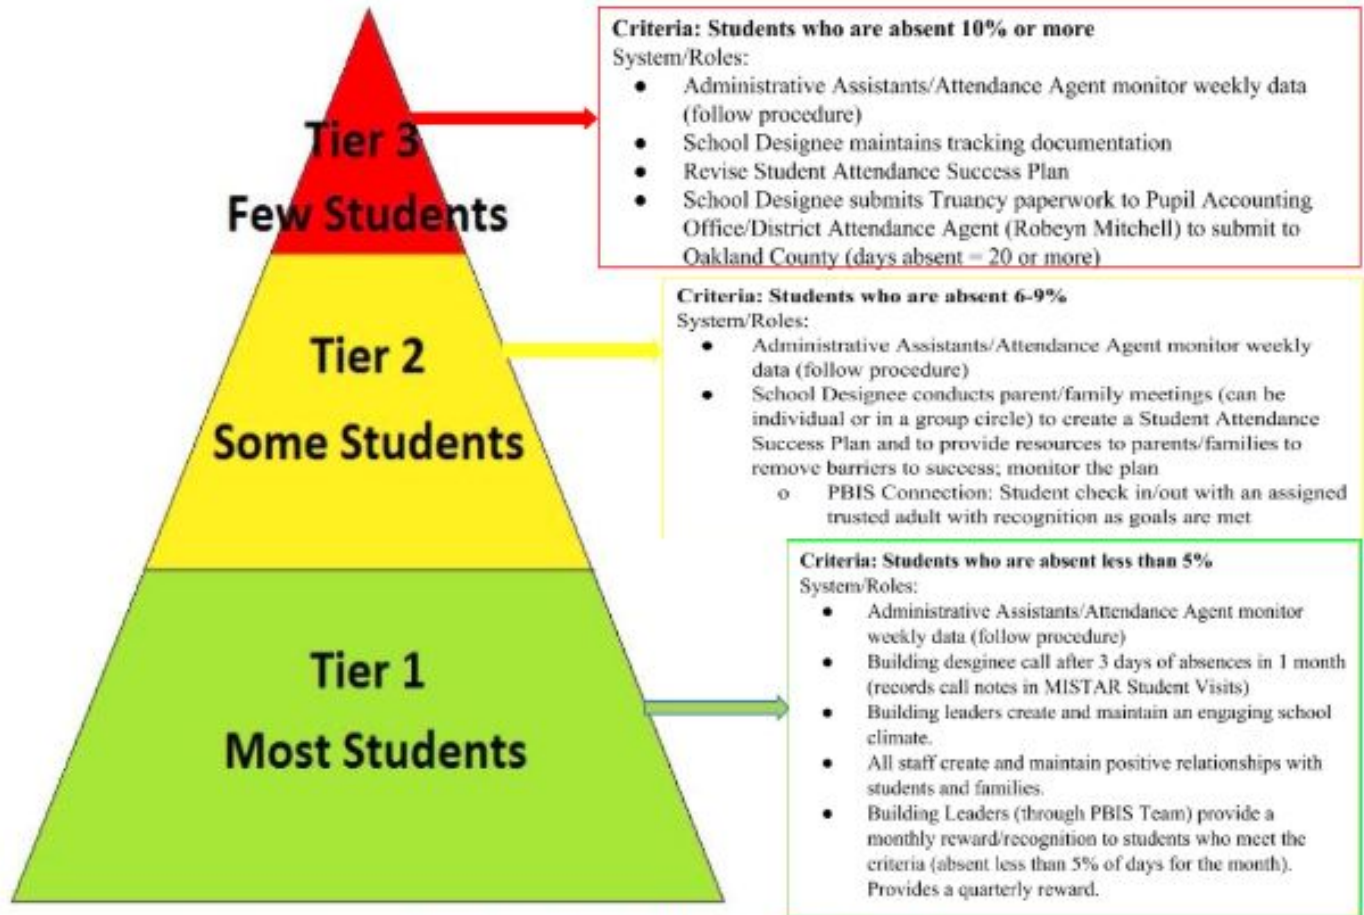 Tier 3
Few Students
Tier 2
Some Students
Tier 1
Most Students
Criteria: Students who are absent 10% or more
System/Roles:
● Administrative Assistants/Attendance Agent monitor weekly data
(follow procedure)
● School Designee maintains tracking documentation
● Revise Student Attendance Success Plan
● School Designee submits Truancy paperwork to Pupil Accounting
Office/District Attendance Agent (Robeyn Mitchell) to submit to
Oakland County (days absent = 20 or more)
Criteria: Students who are absent 6-9%
System/Roles:
● Administrative Assistants/Attendance Agent monitor weekly
data (follow procedure)
● School Designee conducts parent/family meetings (can be
individual or in a group circle) to create a Student Attendance
Success Plan and to provide resources to parents/families to
remove barriers to success; monitor the plan
o PBIS Connection: Student check in/out with an assigned
trusted adult with recognition as goals are met
Criteria: Students who are absent less than 5%
System/Roles:
● Administrative Assistants/Attendance Agent monitor
weekly data (follow procedure)
● Building desginee call after 3 days of absences in 1 month
(records call notes in MISTAR Student Visits)
● Building leaders create and maintain an engaging school
climate.
● All staff create and maintain positive relationships with
students and families.
● Building Leaders (through PBIS Team) provide a
monthly reward/recognition to students who meet the
criteria (absent less than 5% of days for the month).
Provides a quarterly reward.